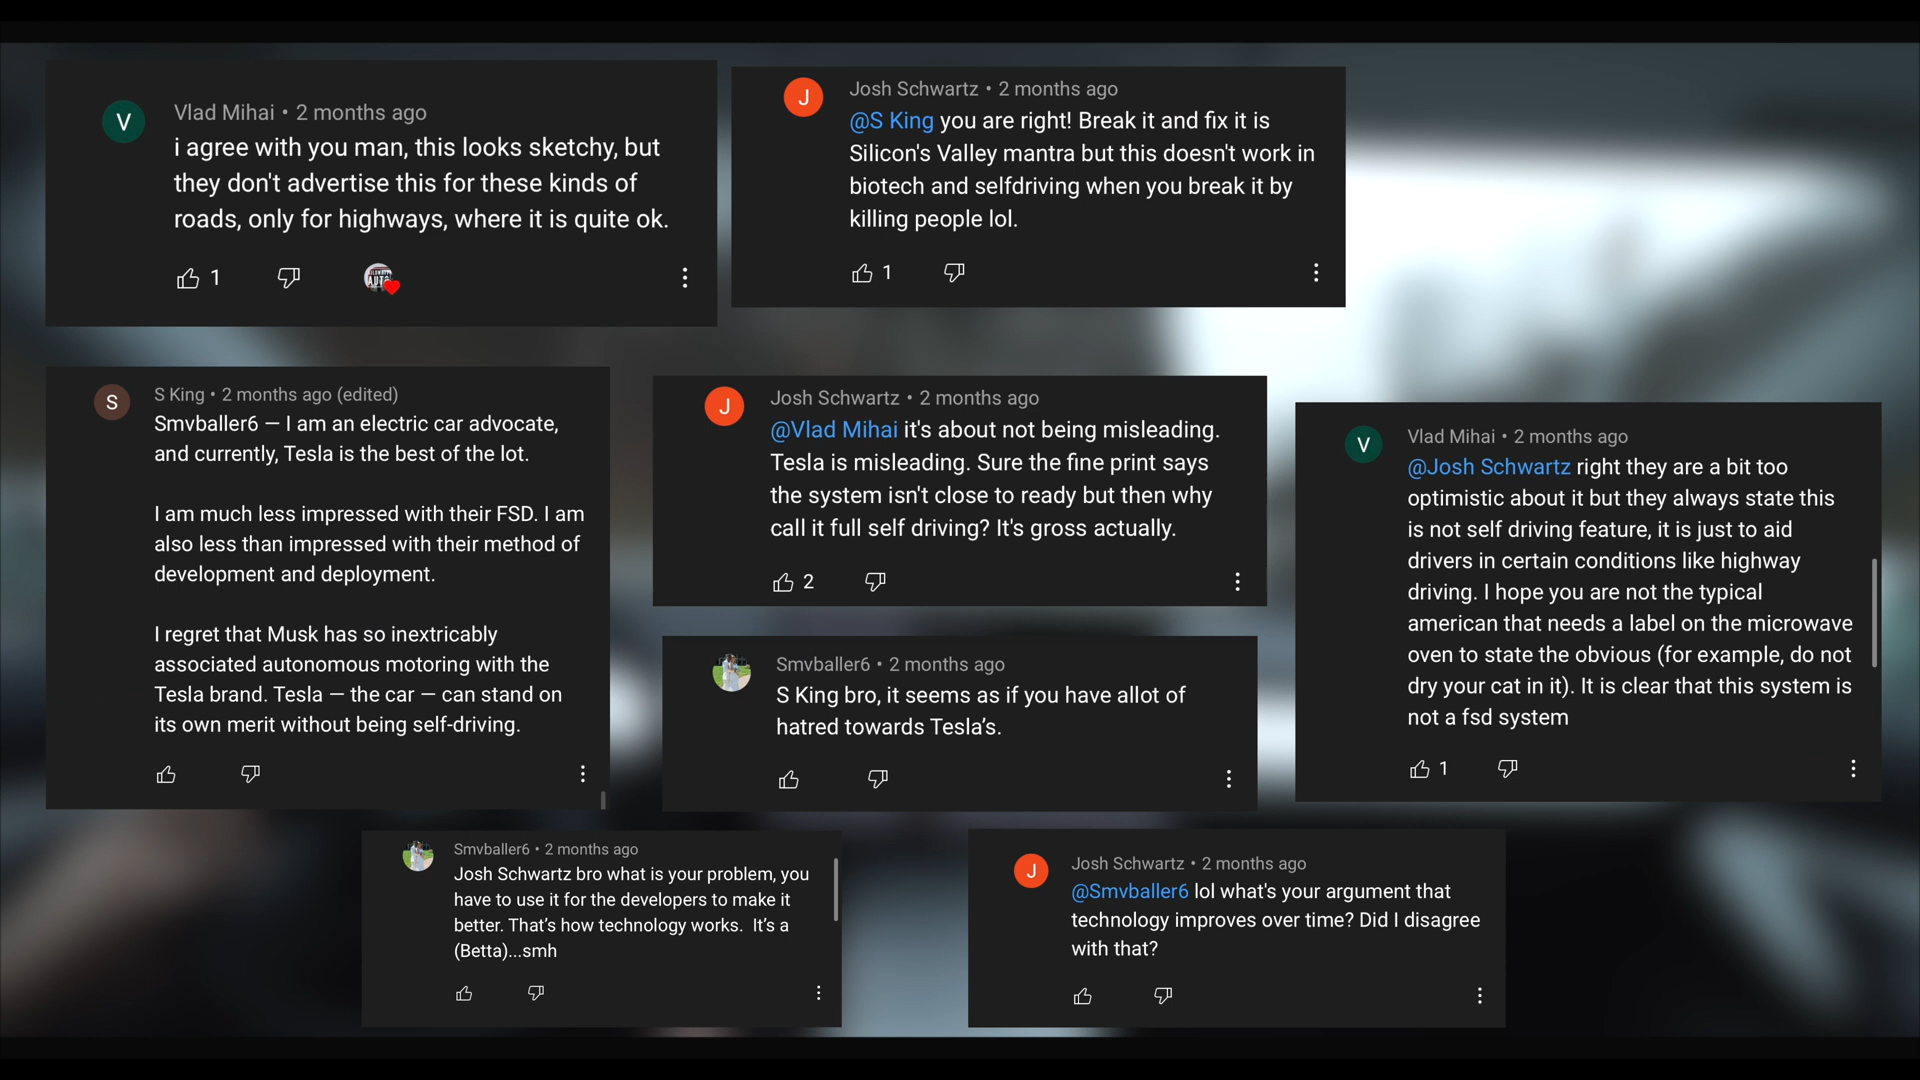 V
Vlad Mihai • 2 months ago
i agree with you man, this looks sketchy, but
they don't advertise this for these kinds of
roads, only for highways, where it is quite ok.
1
AUTO
J
Josh Schwartz • 2 months ago
@S King you are right! Break it and fix it is
Silicon's Valley mantra but this doesn't work in
biotech and selfdriving when you break it by
killing people lol.
1
S
S King • 2 months ago (edited)
Smvballer6 — I am an electric car advocate,
and currently, Tesla is the best of the lot.
I am much less impressed with their FSD. I am
also less than impressed with their method of
development and deployment.
I regret that Musk has so inextricably
associated autonomous motoring with the
Tesla brand. Tesla — the car — can stand on
its own merit without being self-driving.
J
Josh Schwartz • 2 months ago
@Vlad Mihai it's about not being misleading.
Tesla is misleading. Sure the fine print says
the system isn't close to ready but then why
call it full self driving? It's gross actually.
2
V
Vlad Mihai • 2 months ago
@Josh Schwartz right they are a bit too
optimistic about it but they always state this
is not self driving feature, it is just to aid
drivers in certain conditions like highway
driving. I hope you are not the typical
american that needs a label on the microwave
oven to state the obvious (for example, do not
dry your cat in it). It is clear that this system is
not a fsd system
1
Smvballer6 • 2 months ago
S King bro, it seems as if you have allot of
hatred towards Tesla’s.
Smvballer6 • 2 months ago
Josh Schwartz bro what is your problem, you
have to use it for the developers to make it
better. That’s how technology works.  It’s a
(Betta)...smh
J
Josh Schwartz • 2 months ago
@Smvballer6 lol what's your argument that
technology improves over time? Did I disagree
with that?